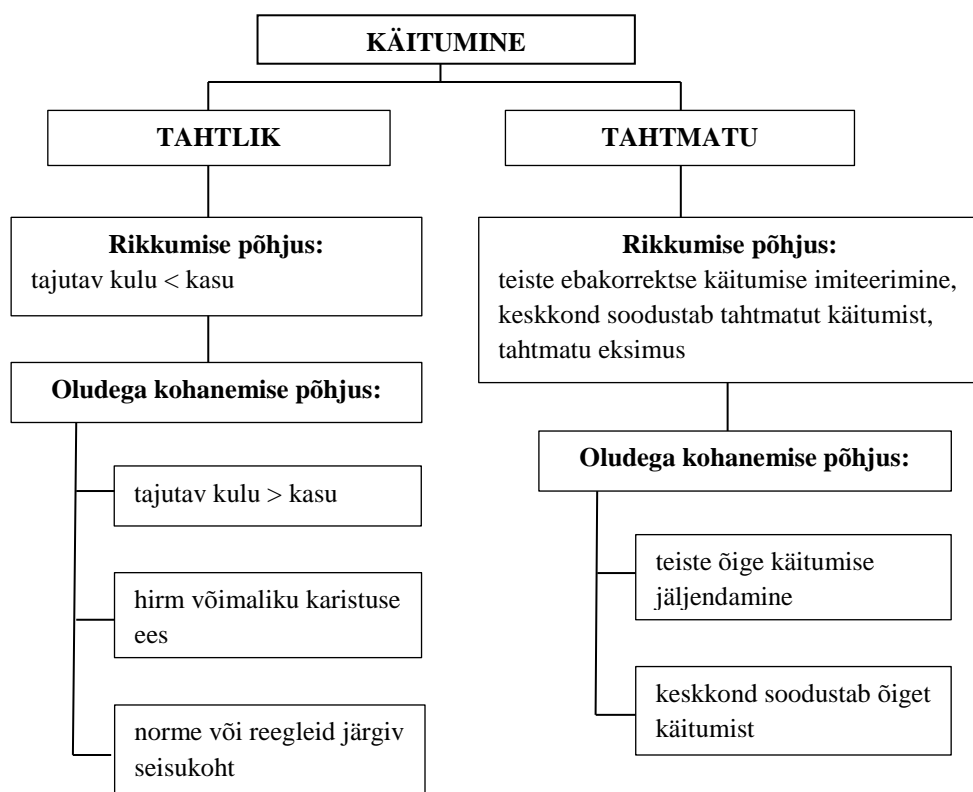 KÄITUMINE
TAHTLIK
Rikkumise põhjus:
tajutav kulu < kasu
Oludega kohanemise põhjus:
tajutav kulu > kasu
hirm võimaliku karistuse
ees
norme või reegleid järgiv
seisukoht
TAHTMATU
Rikkumise põhjus:
teiste ebakorrektse käitumise imiteerimine,
keskkond soodustab tahtmatut käitumist,
tahtmatu eksimus
Oludega kohanemise põhjus:
teiste õige käitumise
jäljendamine
keskkond soodustab õiget
käitumist